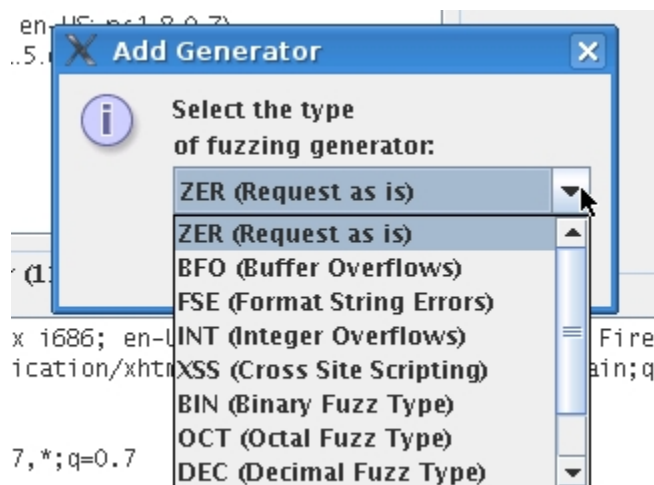 en-US; rv:1.8.0.7)
..5.
Add Generator
Select the type
of fuzzing generator:
ZER (Request as is)
ZER (Request as is)
BFO (Buffer Overflows)
FSE (Format String Errors)
INT (Integer Overflows)
XSS (Cross Site Scripting)
BIN (Binary Fuzz Type)
OCT (Octal Fuzz Type)
DEC (Decimal Fuzz Type)
(1
x i686; en-U Fire
ication/xhtm ain;q
7,*;q=0.7